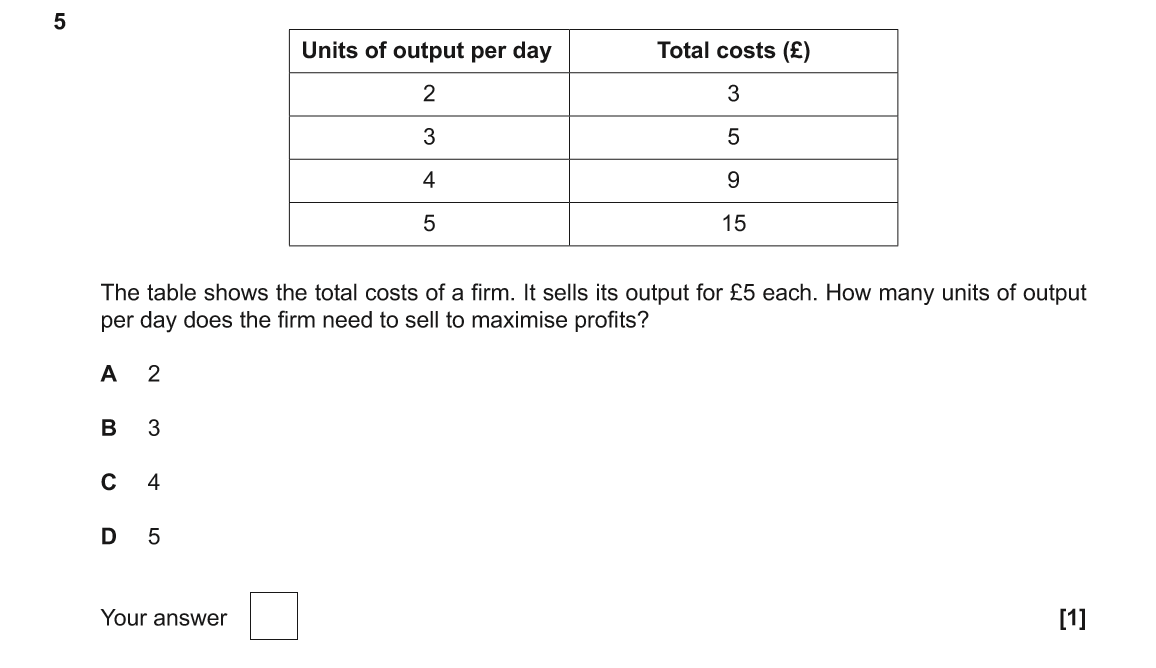 5
Units of output per day Total costs (£)
2 3
3 5
4 9
5 15
The table shows the total costs of a firm. It sells its output for £5 each. How many units of output
per day does the firm need to sell to maximise profits?
A 2
B 3
C 4
D 5
Your answer [1]